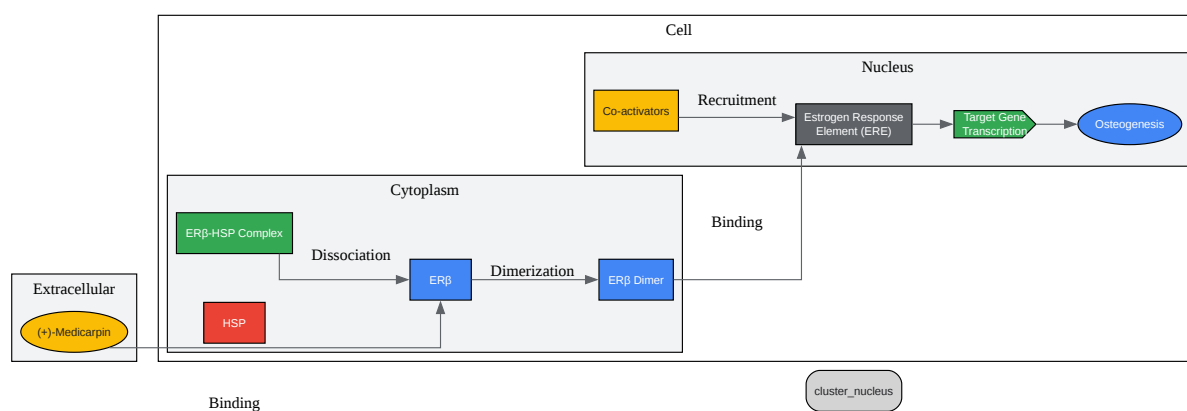 Cell
Nucleus
Co-activators
Recruitment
Estrogen Response
Element (ERE)
Target Gene
Transcription
Osteogenesis
Cytoplasm
ERβ-HSP Complex
Dissociation
ERβ
Dimerization
ERβ Dimer
Binding
HSP
Extracellular
(+)-Medicarpin
Binding
cluster_nucleus